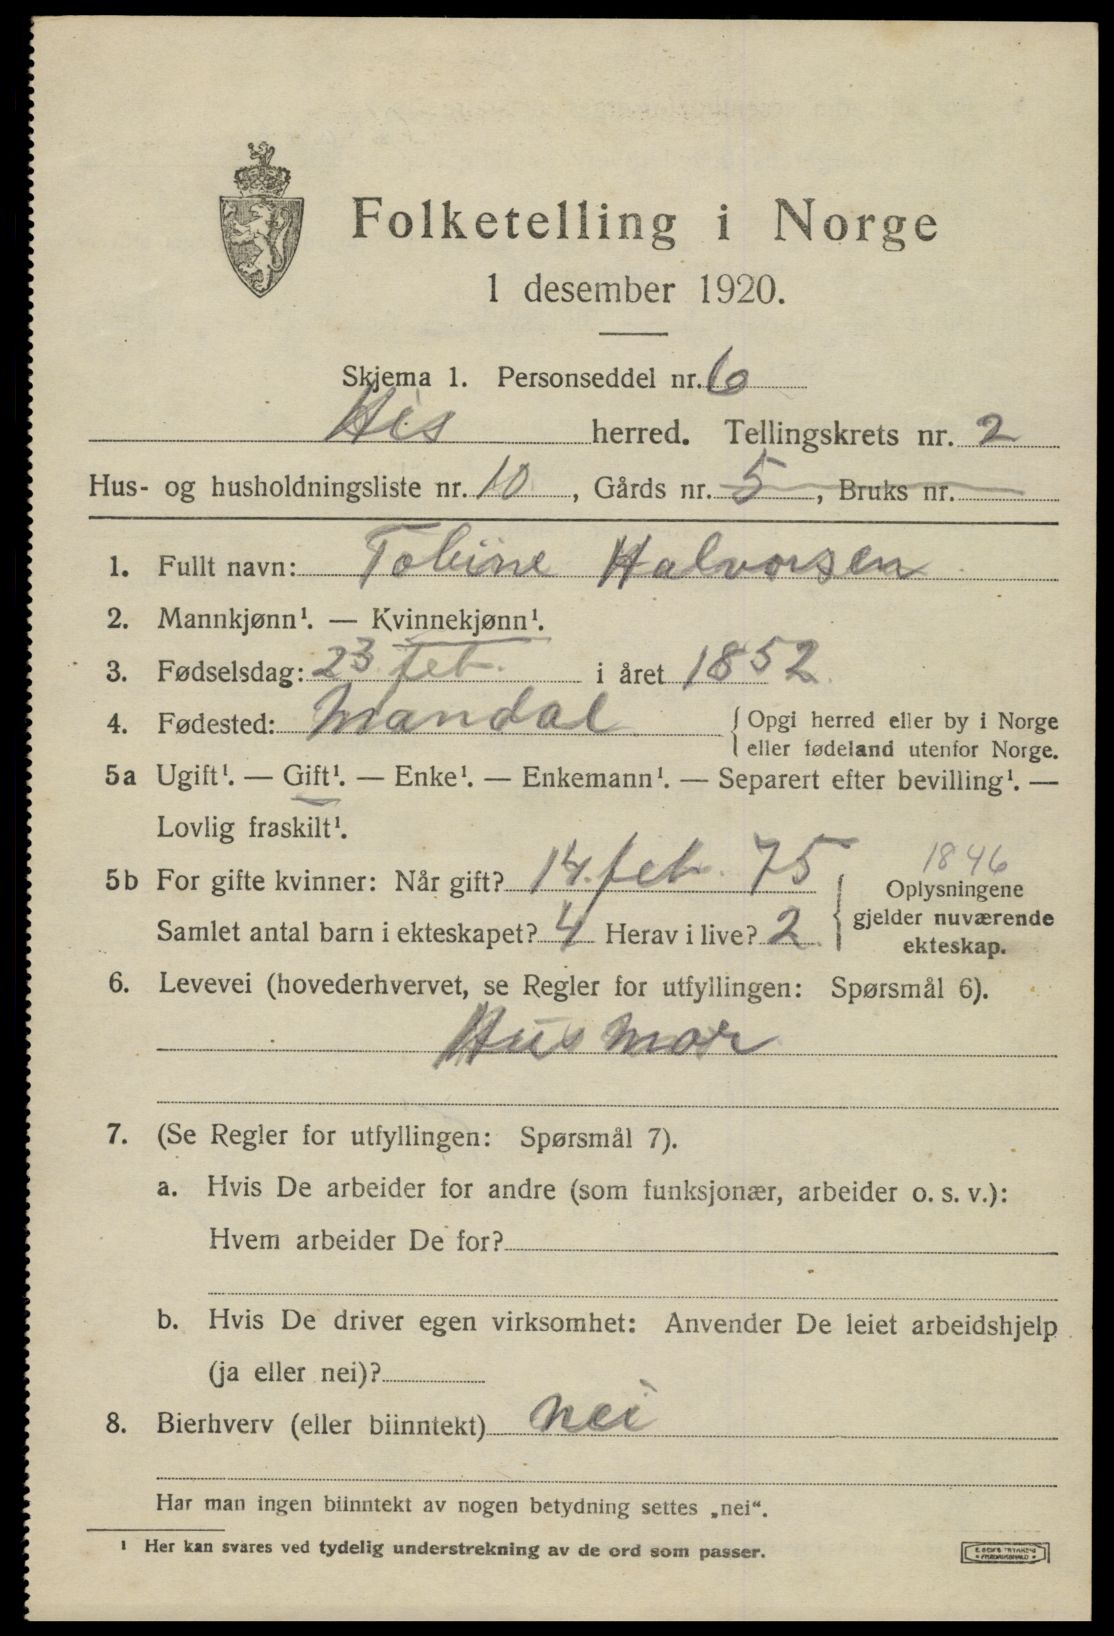 Folketelling i Norge
1 desember 1920.
Skjema 1. Personseddel nr. 6
His herred. Tellingskrets nr. 2
Hus- og husholdningsliste nr. 10, Gårds nr. 5, Bruks nr.
1. Fullt navn: Tobine Halvorsen
2. Mannkjønn¹. — Kvinnekjønn¹.
3. Fødselsdag: 23 feb. i året 1852
4. Fødested: Mandal { Opgi herred eller by i Norge
eller fødeland utenfor Norge.
5a Ugift¹. — Gift¹. — Enke¹. — Enkemann¹. — Separert efter bevilling¹. —
Lovlig fraskilt¹.
1846
5b For gifte kvinner: Når gift? 14. feb. 75 { Oplysningene
gjelder nuværende
Samlet antal barn i ekteskapet? 4 Herav i live? 2
ekteskap.
6. Levevei (hovederhvervet, se Regler for utfyllingen: Spørsmål 6).
Husmor
7. (Se Regler for utfyllingen: Spørsmål 7).
a. Hvis De arbeider for andre (som funksjonær, arbeider o. s. v.):
Hvem arbeider De for?
b. Hvis De driver egen virksomhet: Anvender De leiet arbeidshjelp
(ja eller nei)?
8. Bierhverv (eller biinntekt) nei
Har man ingen biinntekt av nogen betydning settes „nei“.
¹ Her kan svares ved tydelig understrekning av de ord som passer.